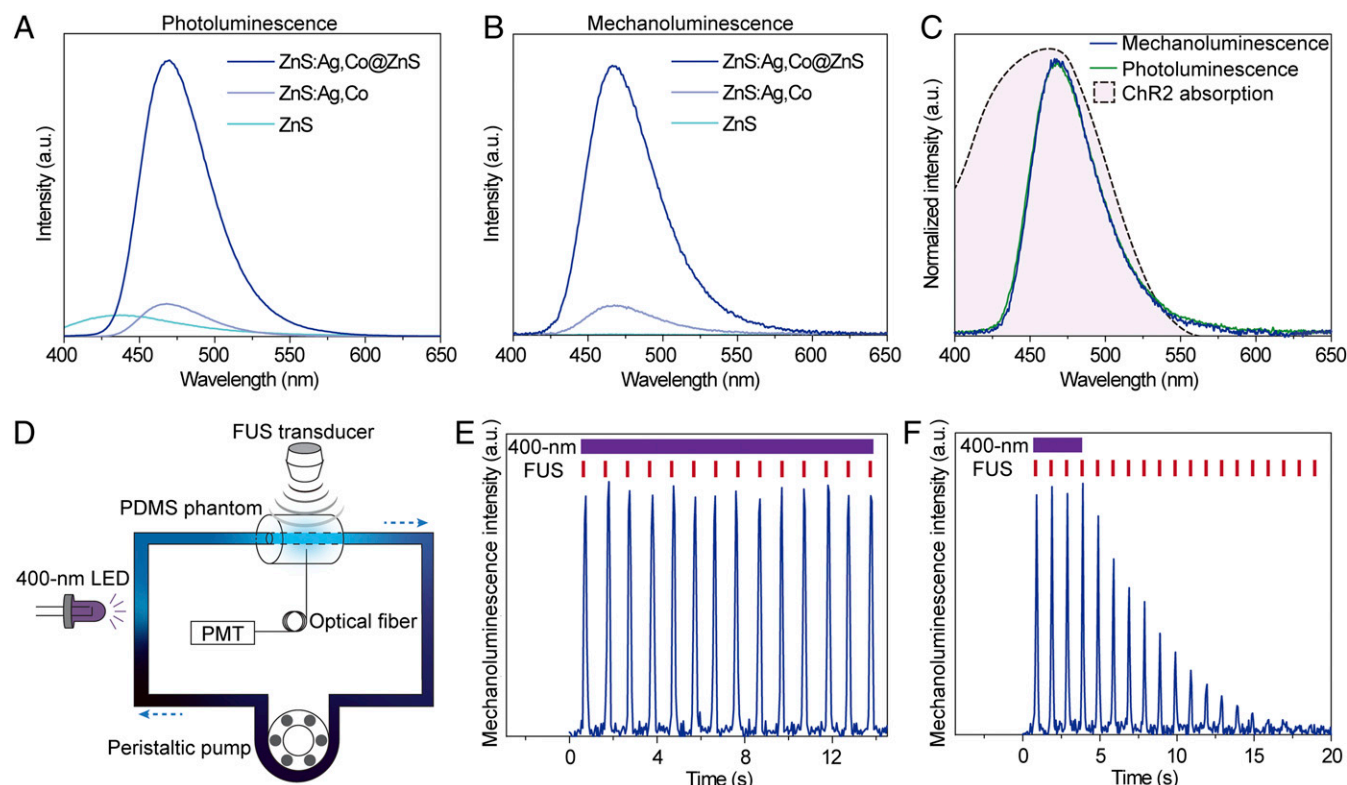 A
Photoluminescence
ZnS:Ag,Co@ZnS
ZnS:Ag,Co
ZnS
Intensity (a.u.)
400 450 500 550 600 650
Wavelength (nm)
B
Mechanoluminescence
ZnS:Ag,Co@ZnS
ZnS:Ag,Co
ZnS
Intensity (a.u.)
400 450 500 550 600 650
Wavelength (nm)
C
Mechanoluminescence
Photoluminescence
ChR2 absorption
Normalized intensity (a.u.)
400 450 500 550 600 650
Wavelength (nm)
D
FUS transducer
PDMS phantom
400-nm LED
Optical fiber
PMT
Peristaltic pump
E
400-nm
FUS
Mechanoluminescence intensity (a.u.)
0 4 8 12
Time (s)
F
400-nm
FUS
Mechanoluminescence intensity (a.u.)
0 5 10 15 20
Time (s)